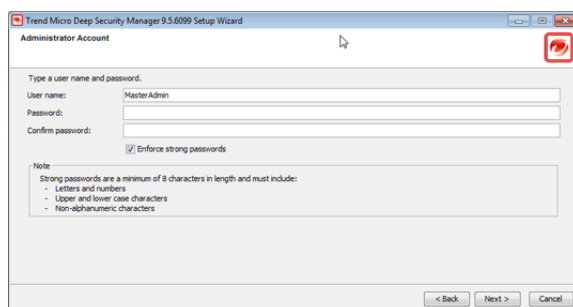 Trend Micro Deep Security Manager 9.5.6099 Setup Wizard
Administrator Account
Type a user name and password.
User name: MasterAdmin
Password:
Confirm password:
Enforce strong passwords
Note
Strong passwords are a minimum of 8 characters in length and must include:
- Letters and numbers
- Upper and lower case characters
- Non-alphanumeric characters
< Back Next > Cancel